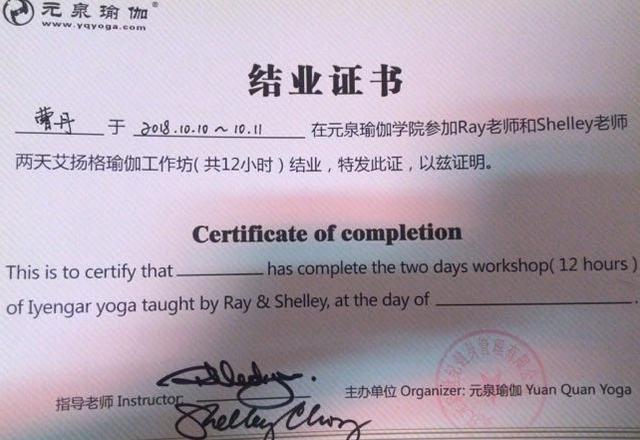 元泉瑜伽®
www.yqyoga.com
结业证书
曹丹 于 2018.10.10～10.11 在元泉瑜伽学院参加Ray老师和Shelley老师
两天艾扬格瑜伽工作坊(共12小时)结业，特发此证，以兹证明。
Certificate of completion
This is to certify that has complete the two days workshop( 12 hours )
of Iyengar yoga taught by Ray & Shelley, at the day of .
指导老师 Instructor: 主办单位 Organizer: 元泉瑜伽 Yuan Quan Yoga
Shelley Choy